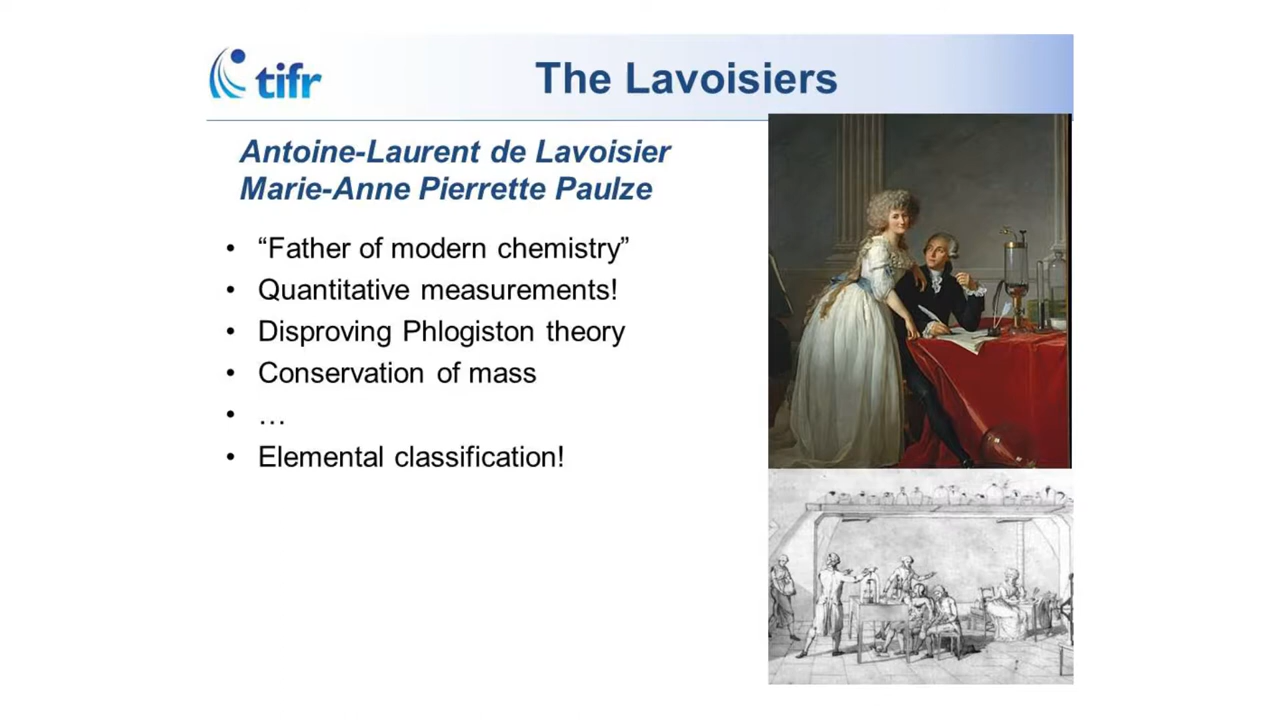 tifr
The Lavoisiers
Antoine-Laurent de Lavoisier
Marie-Anne Pierrette Paulze
• “Father of modern chemistry”
• Quantitative measurements!
• Disproving Phlogiston theory
• Conservation of mass
• …
• Elemental classification!